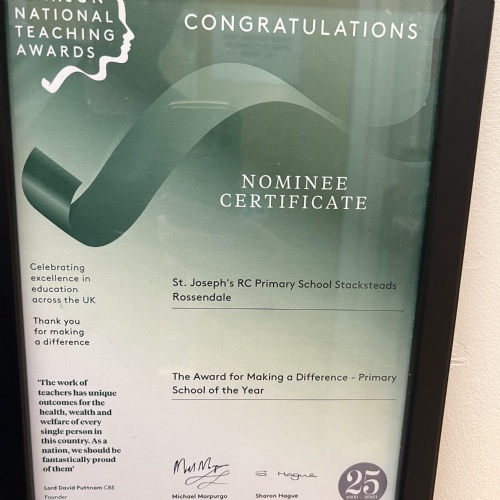 NATIONAL
TEACHING
AWARDS
CONGRATULATIONS
NOMINEE
CERTIFICATE
Celebrating
excellence in
education
across the UK
Thank you
for making
a difference
St. Joseph's RC Primary School Stacksteads
Rossendale
The Award for Making a Difference - Primary
School of the Year
'The work of
teachers has unique
outcomes for the
health, wealth and
welfare of every
single person in
this country. As a
nation, we should be
fantastically proud
of them'
Lord David Puttnam CBE
Founder
Michael Morpurgo
S Hague
Sharon Hague
25